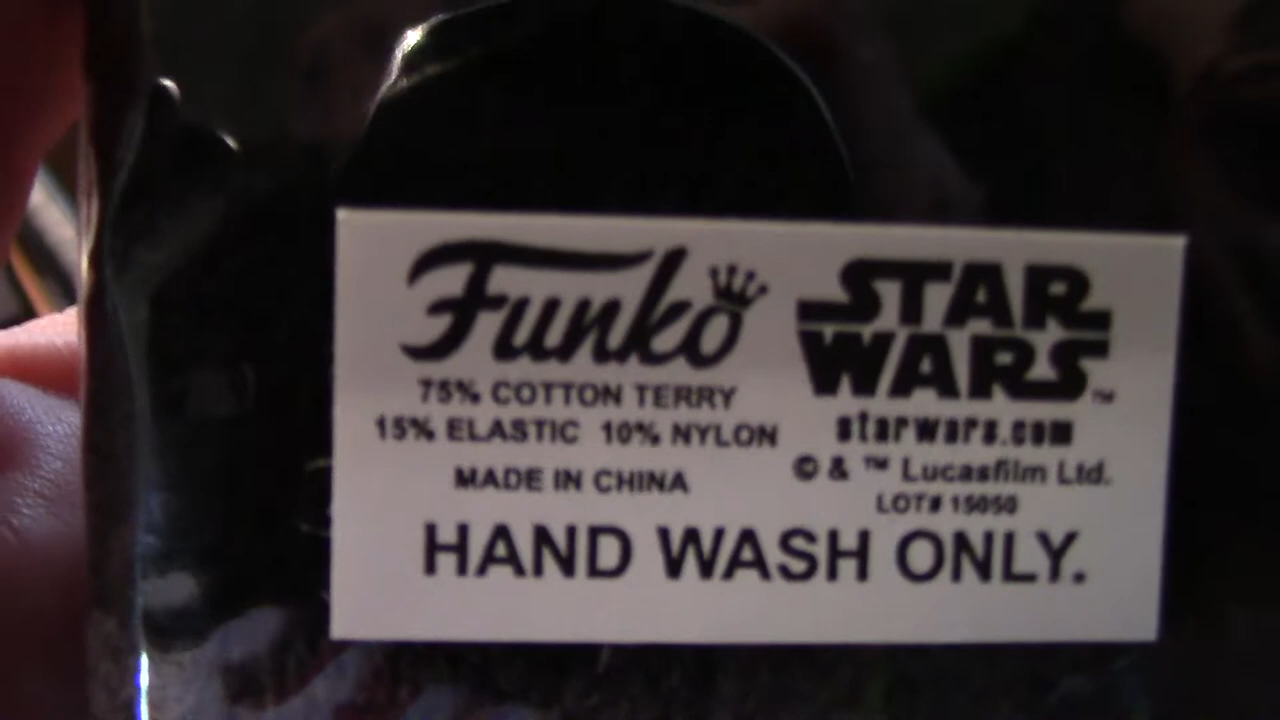 Funko
75% COTTON TERRY
15% ELASTIC 10% NYLON
MADE IN CHINA
STAR
WARS™
starwars.com
© & ™ Lucasfilm Ltd.
LOT# 15050
HAND WASH ONLY.